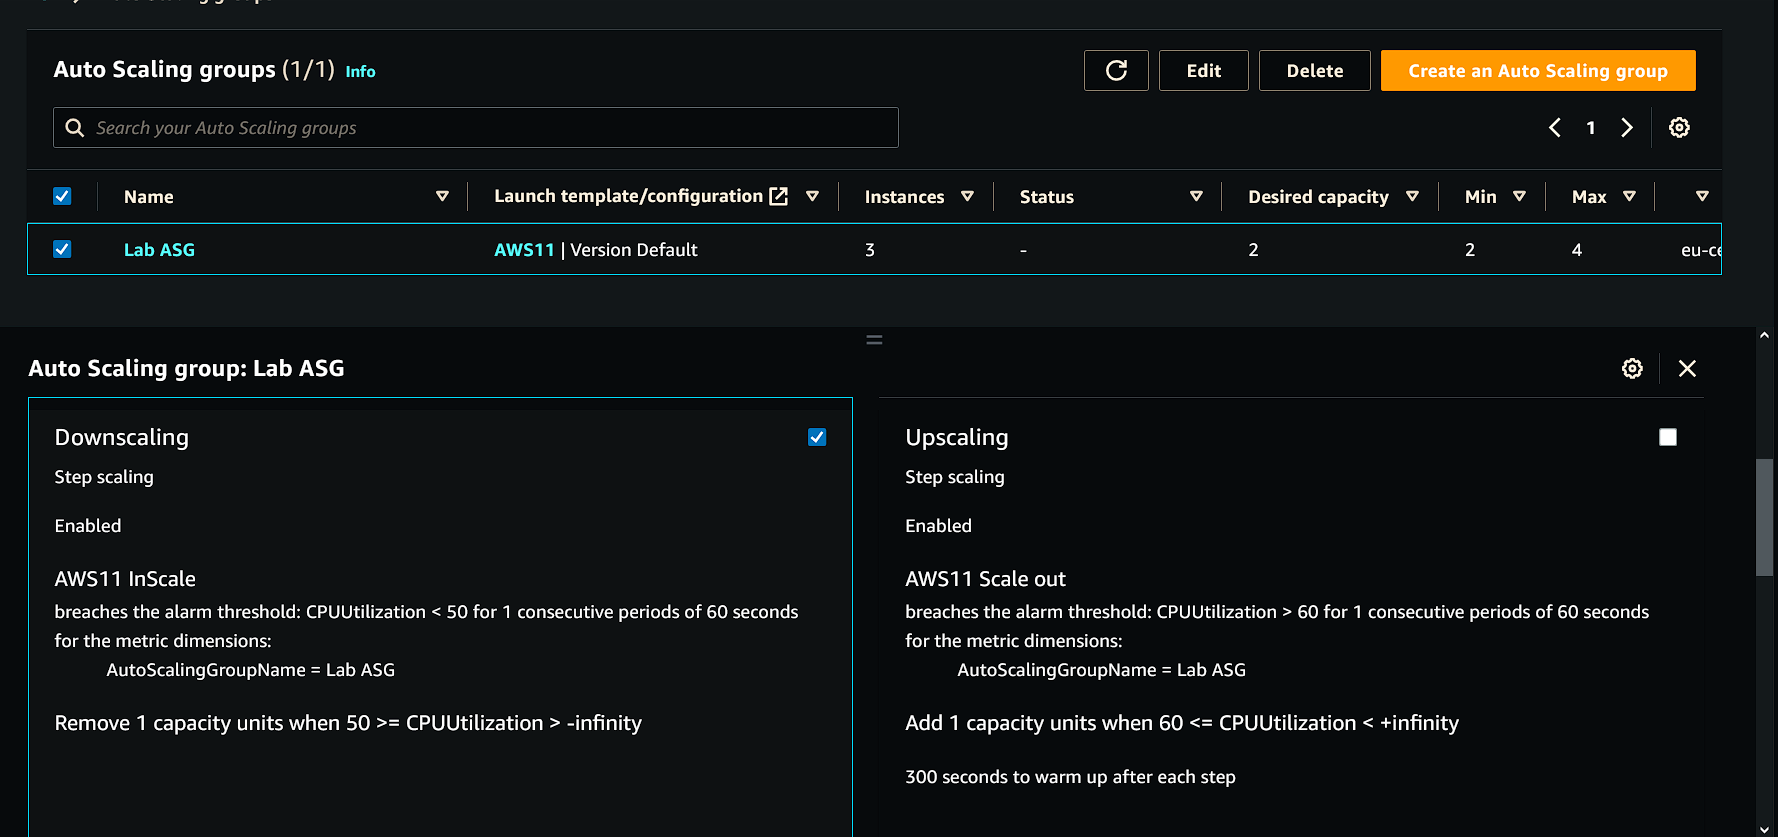 Auto Scaling groups (1/1) Info
Edit
Delete
Create an Auto Scaling group
Search your Auto Scaling groups
1
Name
Launch template/configuration
Instances
Status
Desired capacity
Min
Max
Lab ASG
AWS11 | Version Default
3
-
2
2
4
eu-ce
Auto Scaling group: Lab ASG
Downscaling
Step scaling
Enabled
AWS11 InScale
breaches the alarm threshold: CPUUtilization < 50 for 1 consecutive periods of 60 seconds
for the metric dimensions:
AutoScalingGroupName = Lab ASG
Remove 1 capacity units when 50 >= CPUUtilization > -infinity
Upscaling
Step scaling
Enabled
AWS11 Scale out
breaches the alarm threshold: CPUUtilization > 60 for 1 consecutive periods of 60 seconds
for the metric dimensions:
AutoScalingGroupName = Lab ASG
Add 1 capacity units when 60 <= CPUUtilization < +infinity
300 seconds to warm up after each step